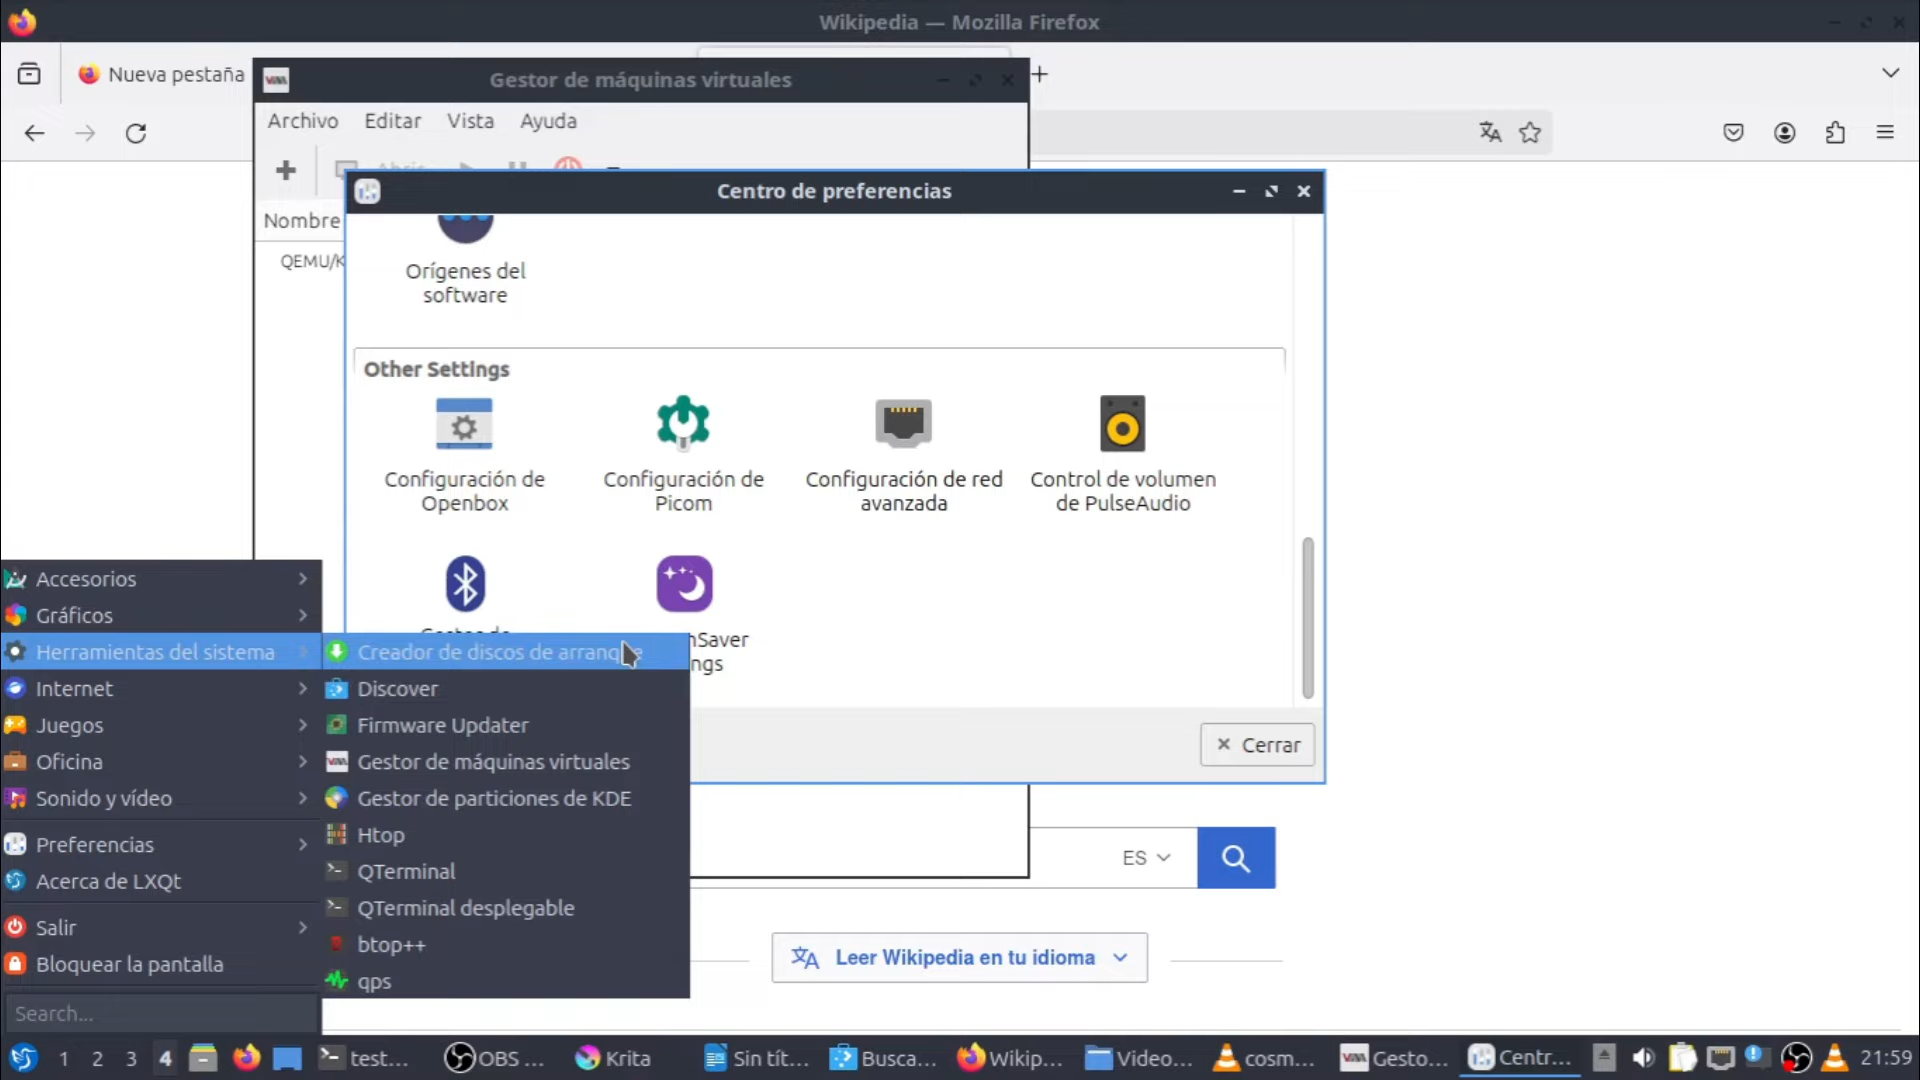 Wikipedia — Mozilla Firefox
Nueva pestaña
Gestor de máquinas virtuales
Archivo Editar Vista Ayuda
Nombre
QEMU/K
Centro de preferencias
Orígenes del
software
Other Settings
Configuración de
Openbox
Configuración de
Picom
Configuración de red
avanzada
Control de volumen
de PulseAudio
nSaver
ngs
Cerrar
Accesorios
Gráficos
Herramientas del sistema
Internet
Juegos
Oficina
Sonido y vídeo
Preferencias
Acerca de LXQt
Salir
Bloquear la pantalla
Search...
Creador de discos de arranque
Discover
Firmware Updater
Gestor de máquinas virtuales
Gestor de particiones de KDE
Htop
QTerminal
QTerminal desplegable
btop++
qps
ES
Leer Wikipedia en tu idioma
1 2 3 4 test... OBS ... Krita Sin tít... Busca... Wikip... Video... cosm... Gesto... Centr... 21:59